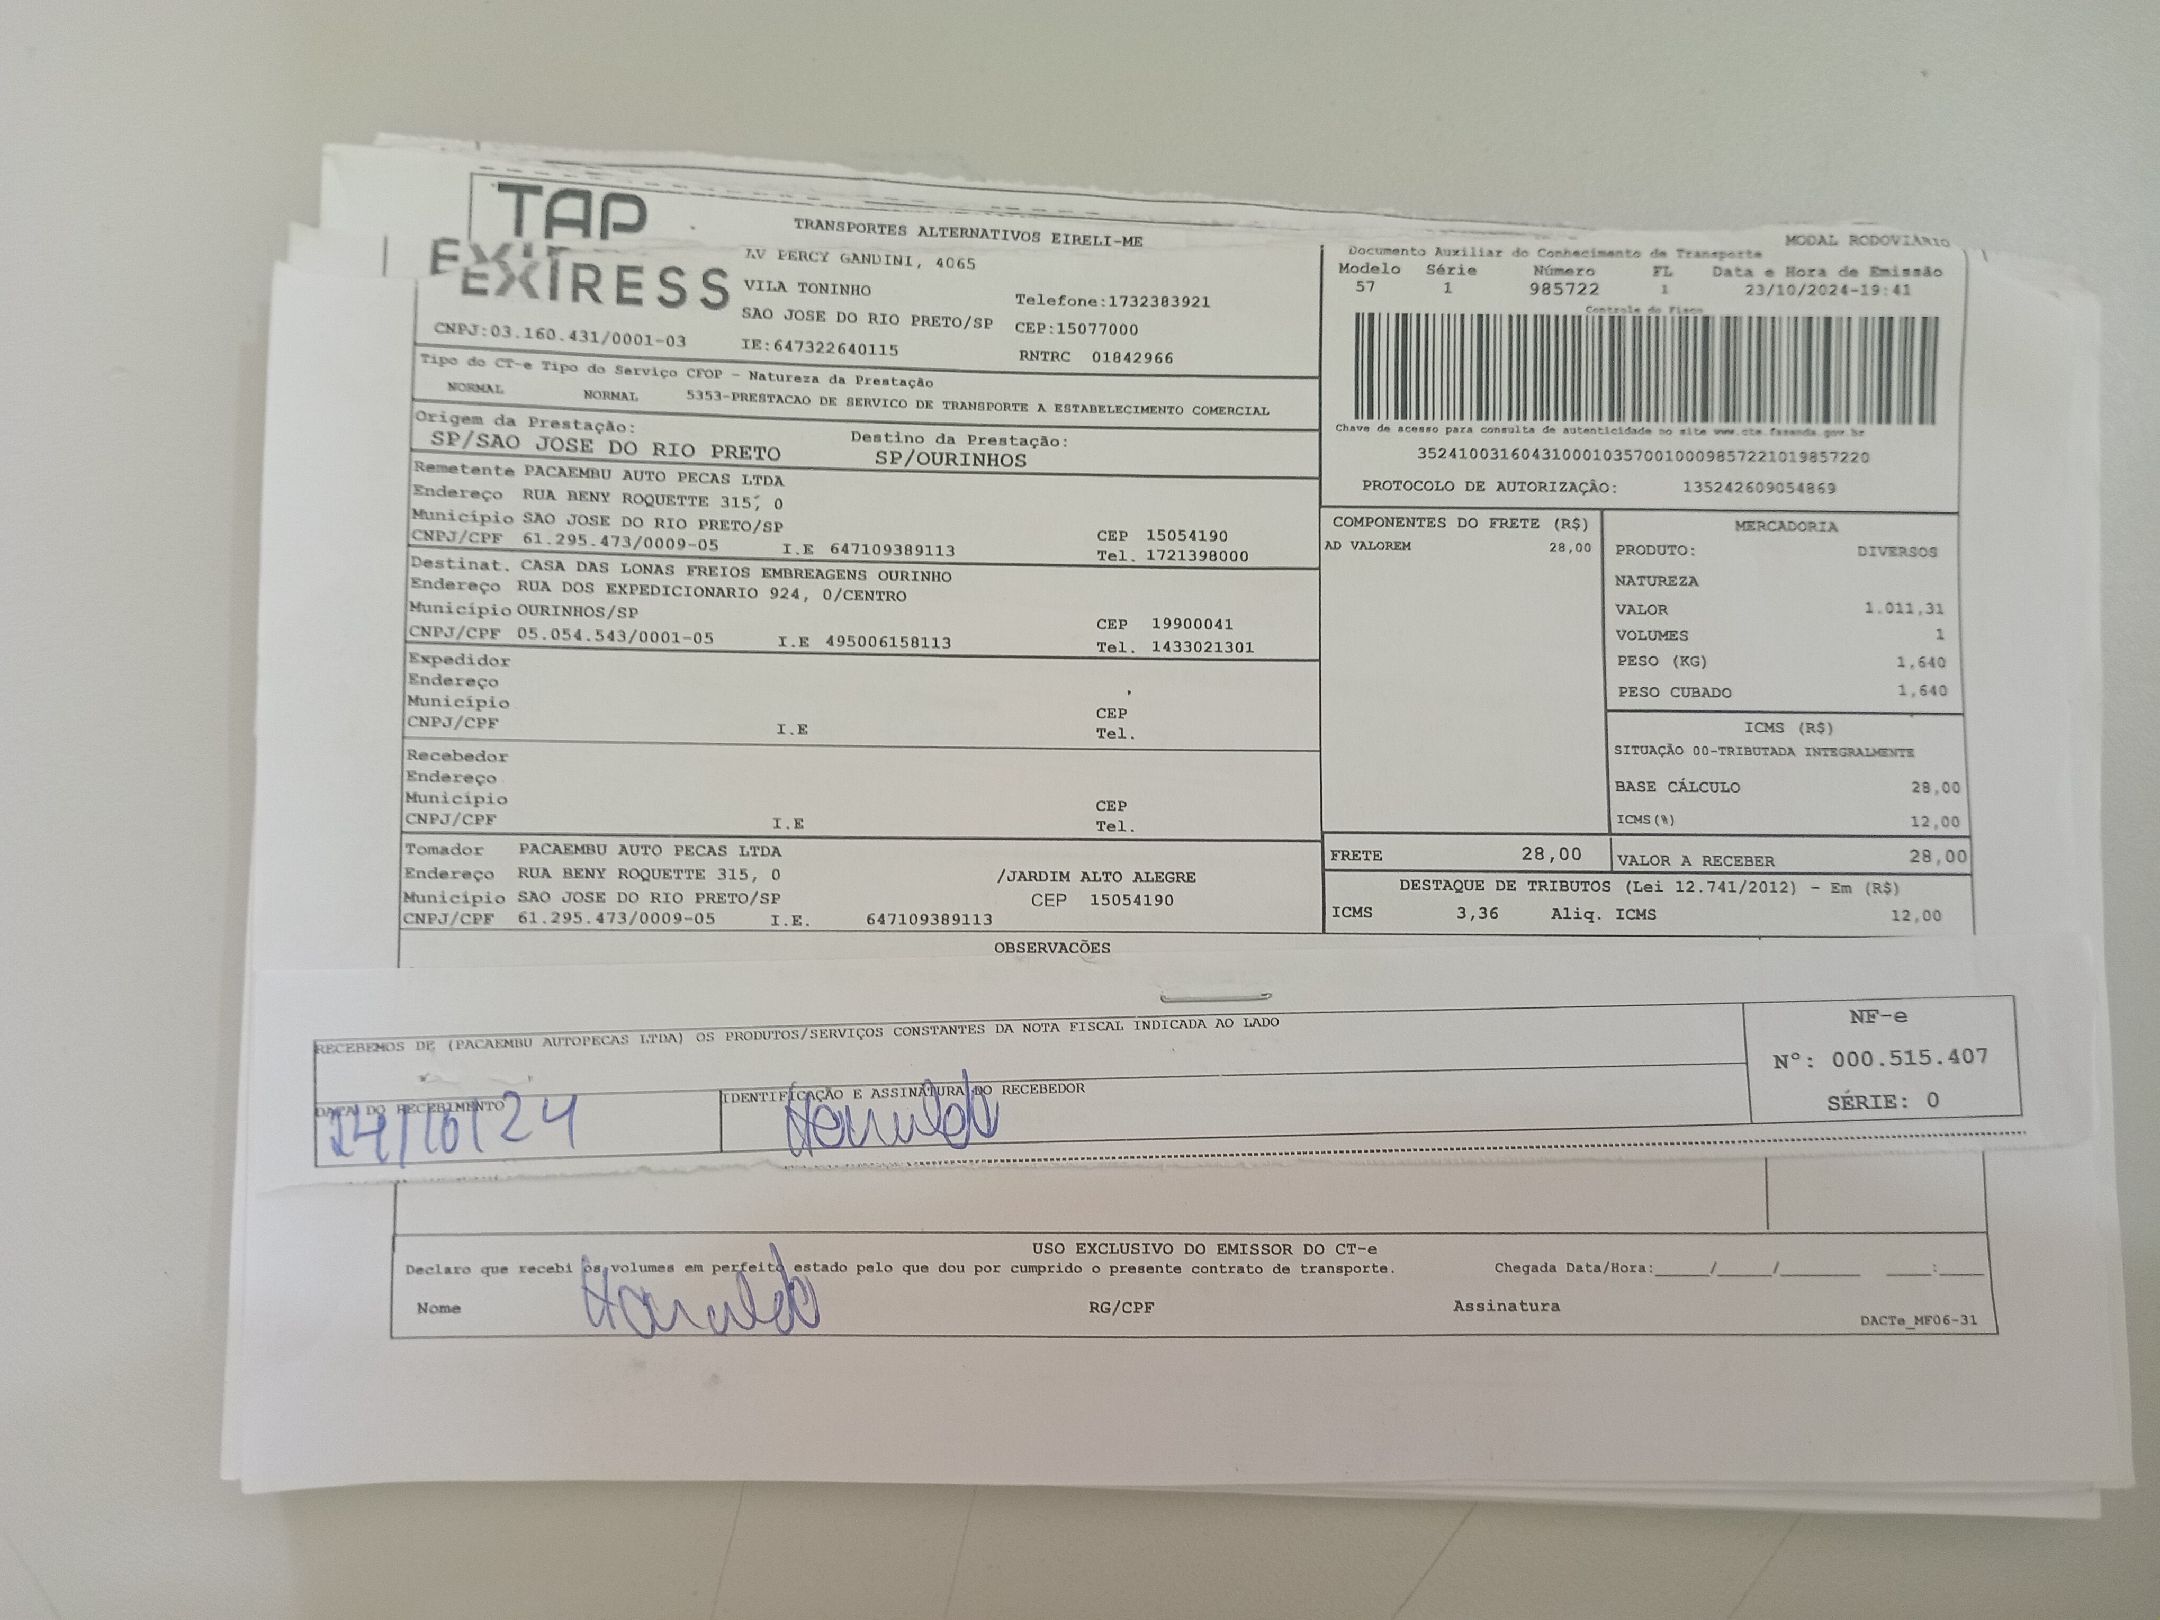 TAP
EXPRESS
TRANSPORTES ALTERNATIVOS EIRELI-ME
AV PERCY GANDINI, 4065
VILA TONINHO
Telefone:1732383921
SAO JOSE DO RIO PRETO/SP CEP:15077000
CNPJ:03.160.431/0001-03 IE:647322640115 RNTRC 01842966
MODAL RODOVIÁRIO
Documento Auxiliar do Conhecimento de Transporte
Modelo Série Número FL Data e Hora de Emissão
57 1 985722 1 23/10/2024-19:41
Controle do Fisco
Chave de acesso para consulta de autenticidade no site www.cte.fazenda.gov.br
35241003160431000103570010009857221019857220
PROTOCOLO DE AUTORIZAÇÃO: 135242609054869
Tipo do CT-e Tipo do Serviço CFOP - Natureza da Prestação
NORMAL NORMAL 5353-PRESTACAO DE SERVICO DE TRANSPORTE A ESTABELECIMENTO COMERCIAL
Origem da Prestação: Destino da Prestação:
SP/SAO JOSE DO RIO PRETO SP/OURINHOS
Remetente PACAEMBU AUTO PECAS LTDA
Endereço RUA BENY ROQUETTE 315, 0
Município SAO JOSE DO RIO PRETO/SP CEP 15054190
CNPJ/CPF 61.295.473/0009-05 I.E 647109389113 Tel. 1721398000
Destinat. CASA DAS LONAS FREIOS EMBREAGENS OURINHO
Endereço RUA DOS EXPEDICIONARIO 924, 0/CENTRO
Município OURINHOS/SP CEP 19900041
CNPJ/CPF 05.054.543/0001-05 I.E 495006158113 Tel. 1433021301
Expedidor
Endereço
Município CEP
CNPJ/CPF I.E Tel.
Recebedor
Endereço
Município CEP
CNPJ/CPF I.E Tel.
Tomador PACAEMBU AUTO PECAS LTDA
Endereço RUA BENY ROQUETTE 315, 0 /JARDIM ALTO ALEGRE
Município SAO JOSE DO RIO PRETO/SP CEP 15054190
CNPJ/CPF 61.295.473/0009-05 I.E. 647109389113
COMPONENTES DO FRETE (R$)
AD VALOREM 28,00
MERCADORIA
PRODUTO: DIVERSOS
NATUREZA
VALOR 1.011,31
VOLUMES 1
PESO (KG) 1,640
PESO CUBADO 1,640
ICMS (R$)
SITUAÇÃO 00-TRIBUTADA INTEGRALMENTE
BASE CÁLCULO 28,00
ICMS(%) 12,00
FRETE 28,00 VALOR A RECEBER 28,00
DESTAQUE DE TRIBUTOS (Lei 12.741/2012) - Em (R$)
ICMS 3,36 Aliq. ICMS 12,00
OBSERVACÕES
RECEBEMOS DE (PACAEMBU AUTOPECAS LTDA) OS PRODUTOS/SERVIÇOS CONSTANTES DA NOTA FISCAL INDICADA AO LADO
NF-e
Nº: 000.515.407
SÉRIE: 0
DATA DO RECEBIMENTO IDENTIFICAÇÃO E ASSINATURA DO RECEBEDOR
24/10/24
USO EXCLUSIVO DO EMISSOR DO CT-e
Declaro que recebi os volumes em perfeito estado pelo que dou por cumprido o presente contrato de transporte. Chegada Data/Hora:_____/_____/_______ ____:____
Nome RG/CPF Assinatura
DACTe_MF06-31